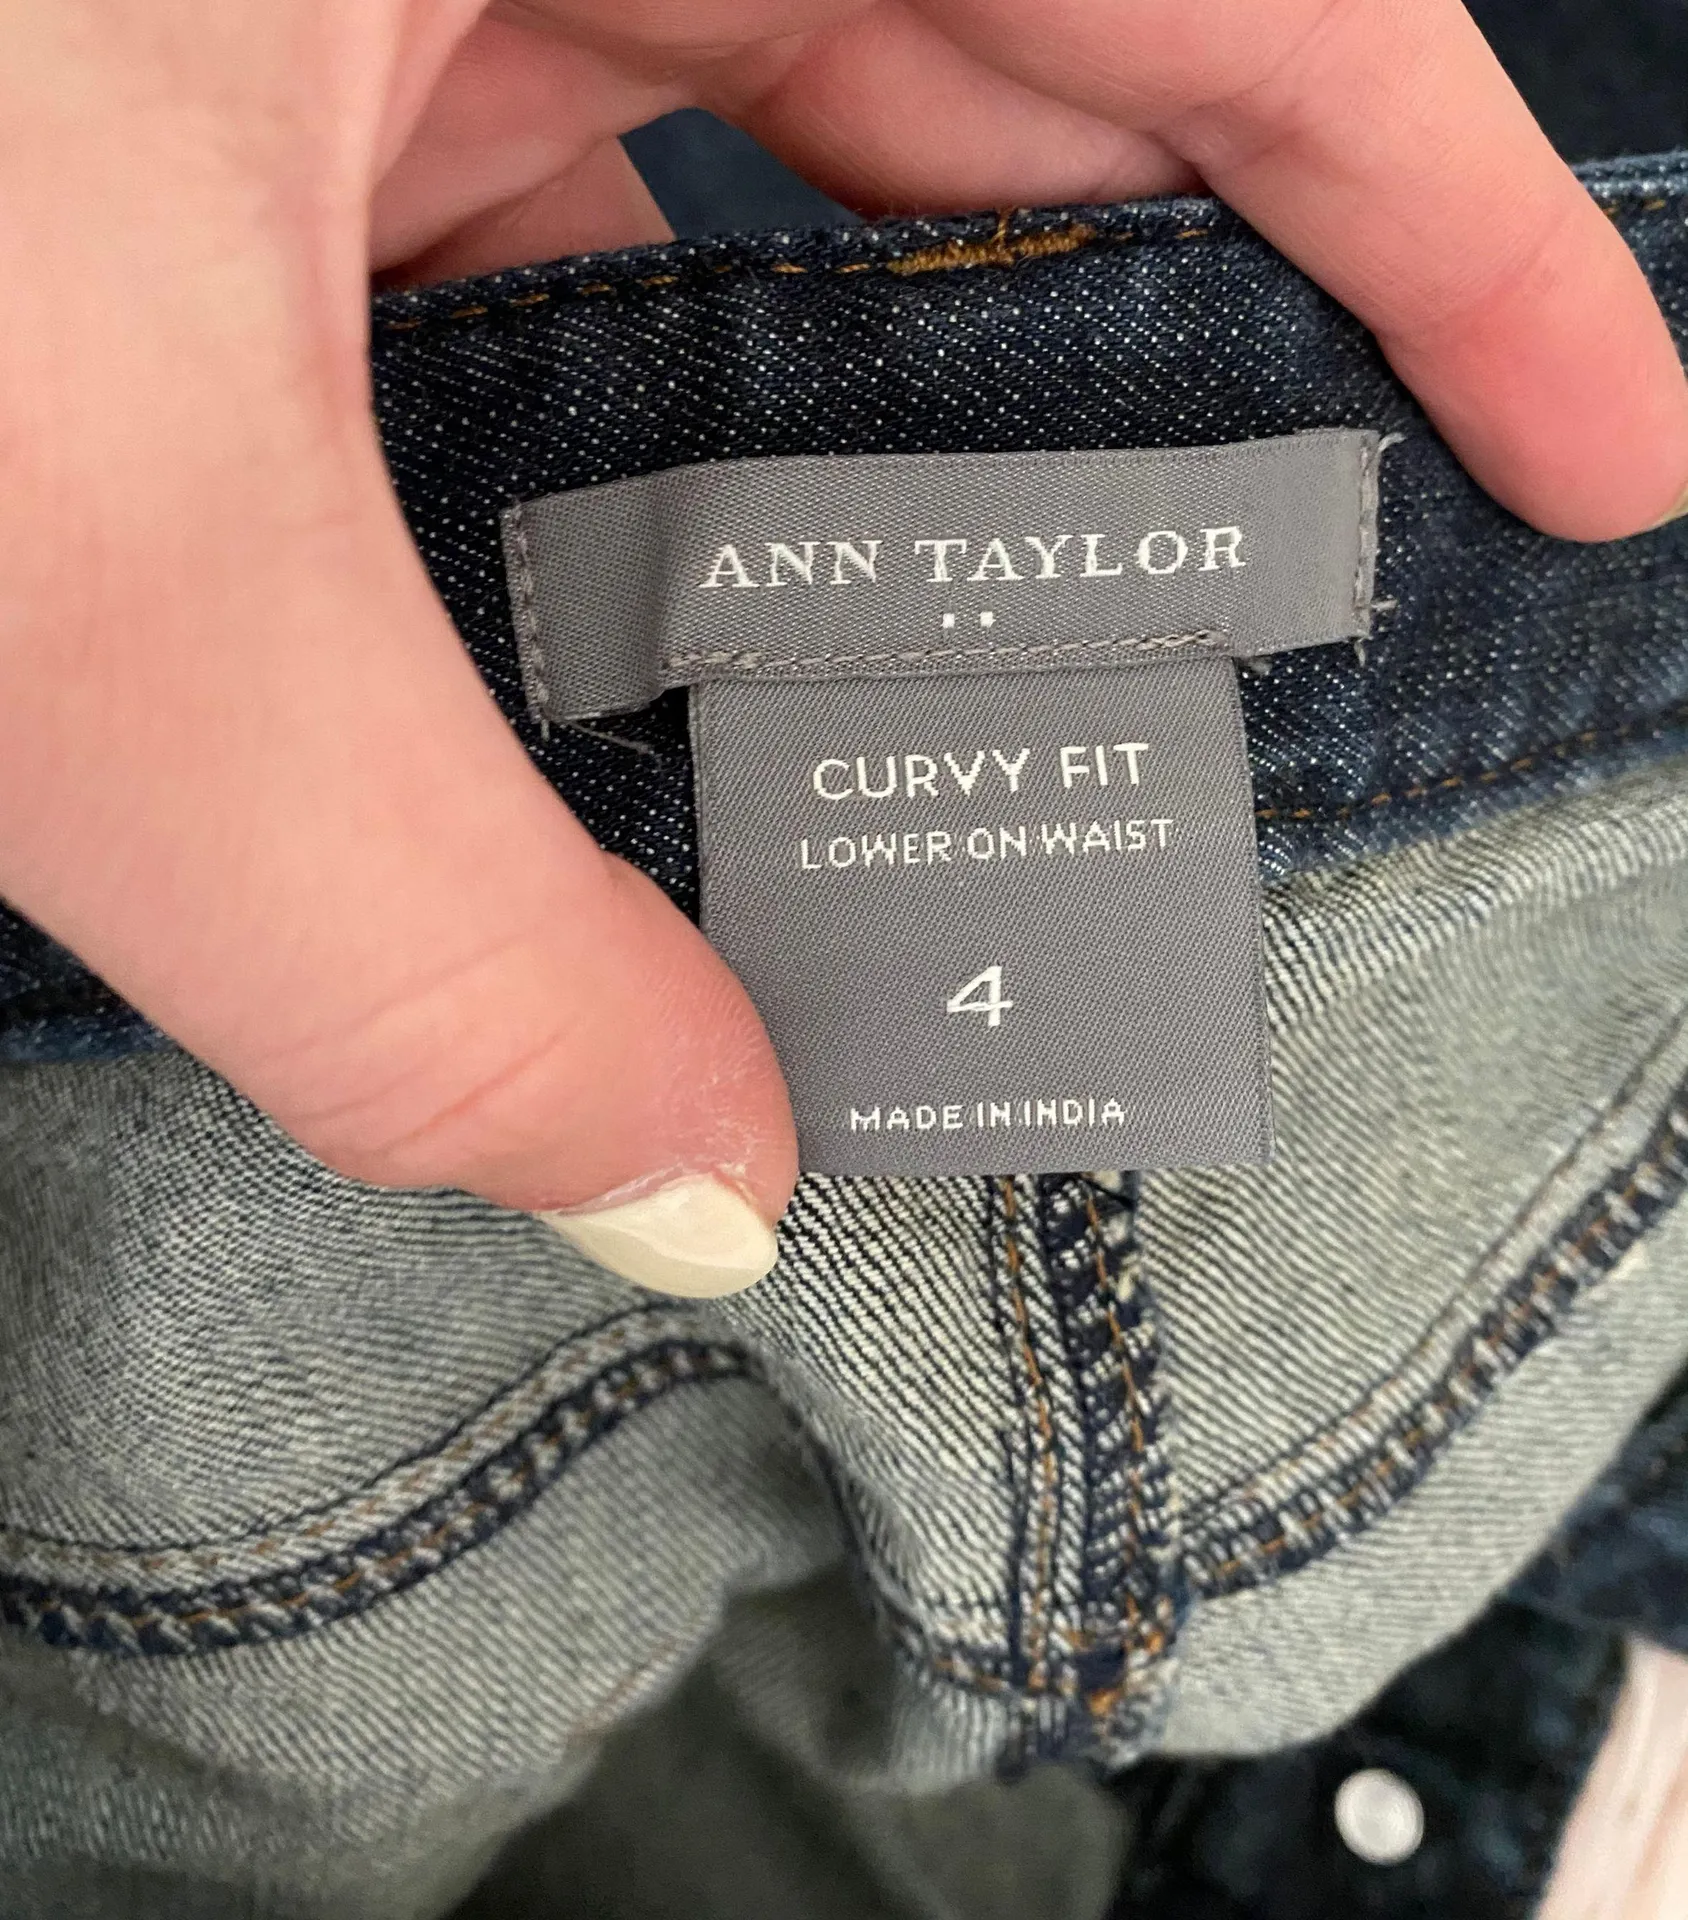 ANN TAYLOR
CURVY FIT
LOWER ON WAIST
4
MADE IN INDIA